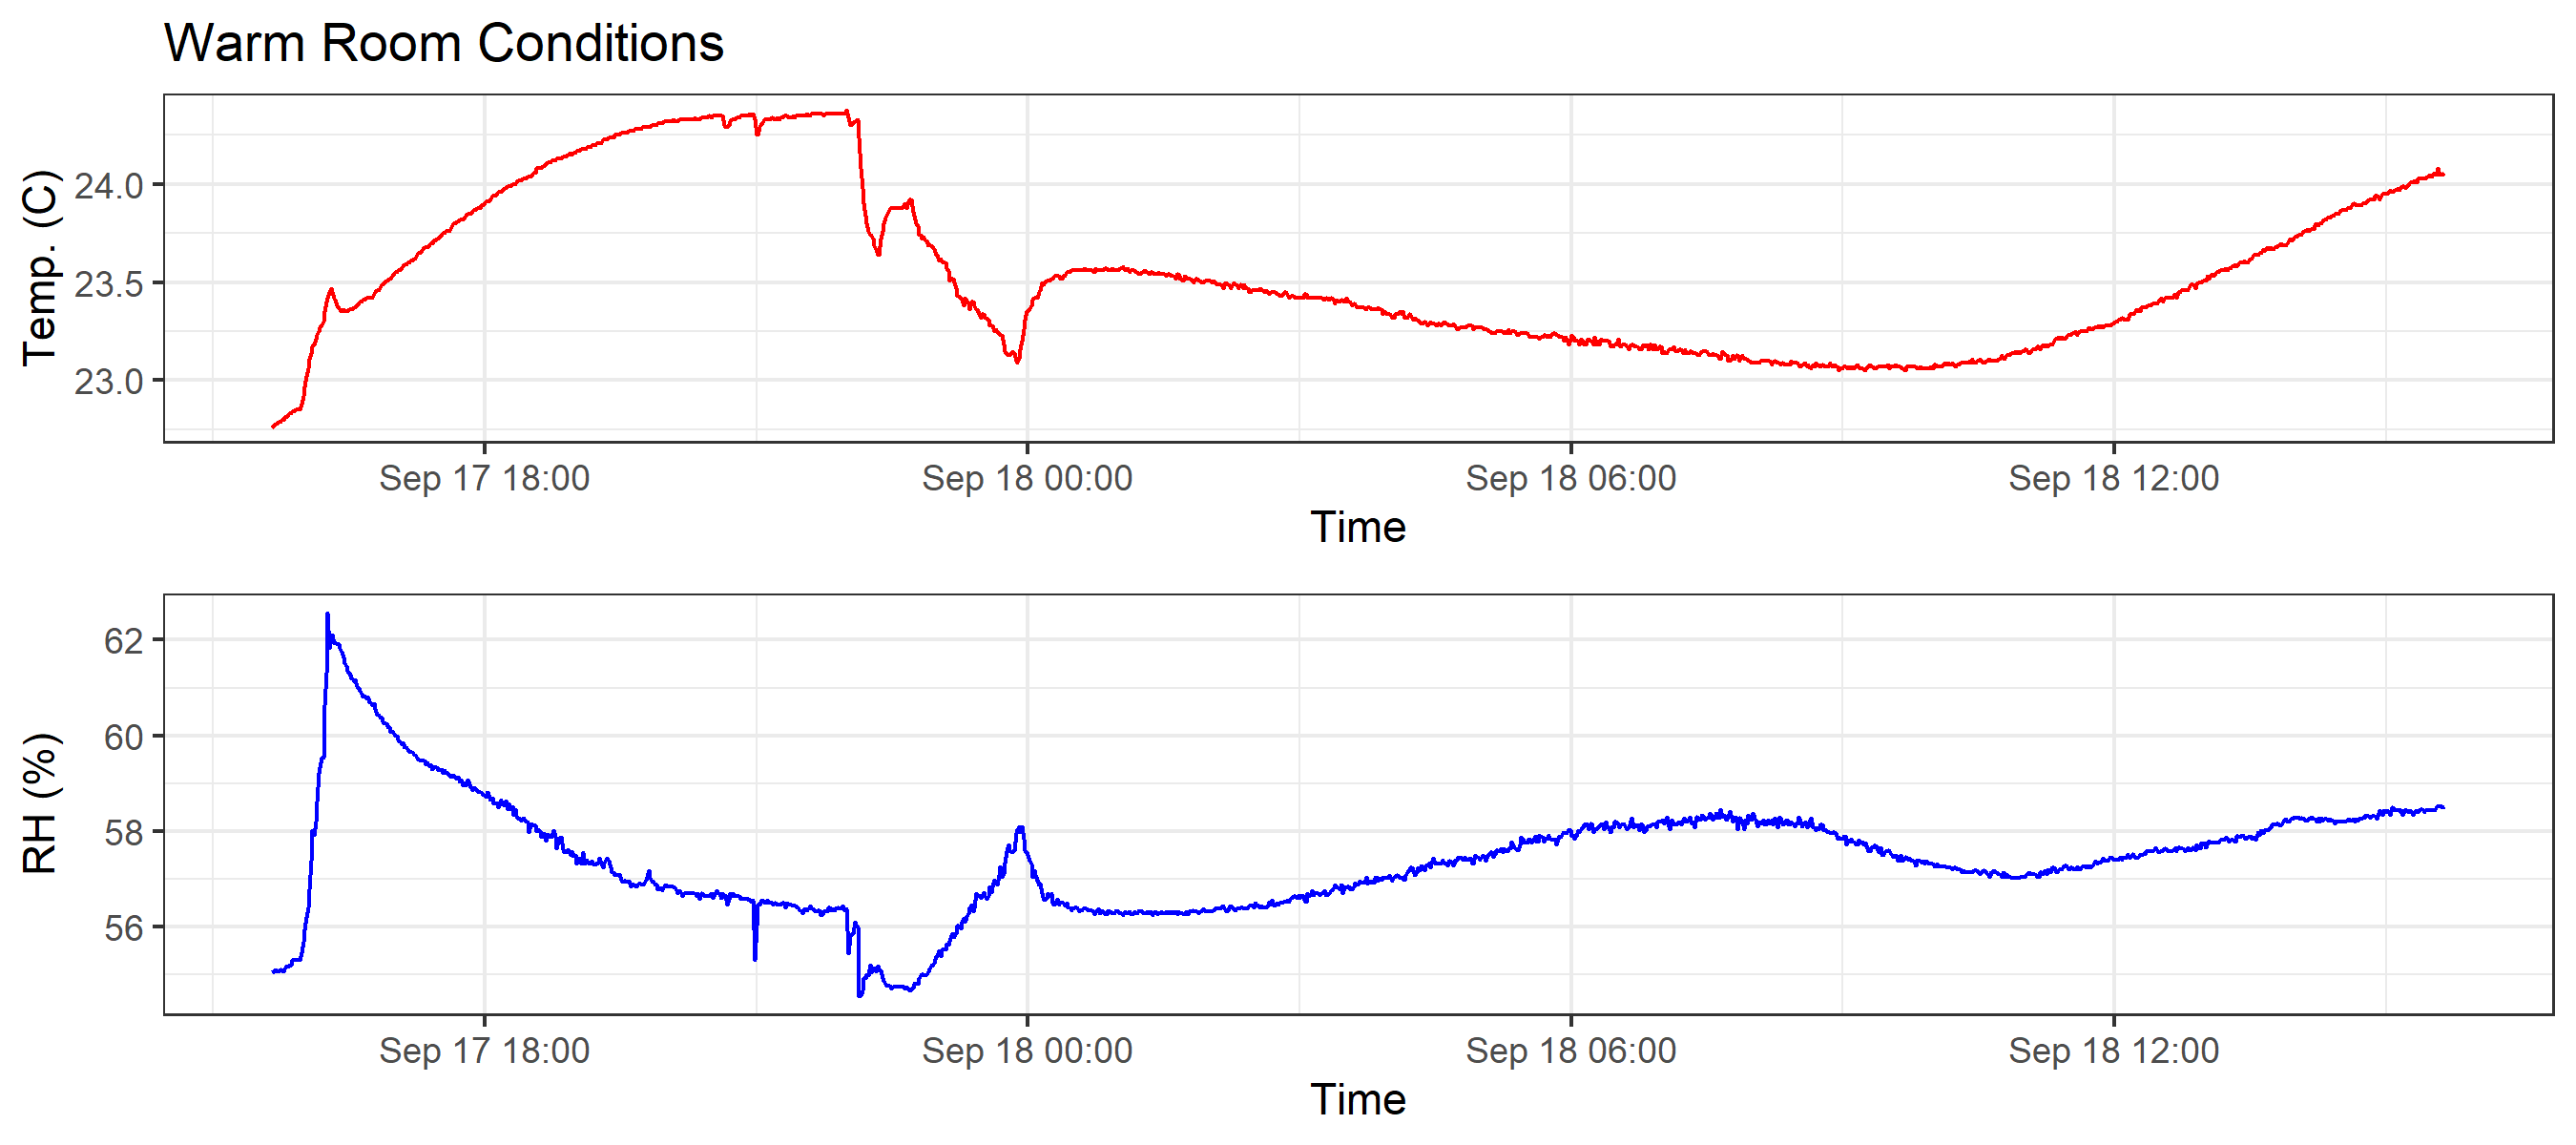 Warm Room Conditions
Temp. (C)
24.0
23.5
23.0
Sep 17 18:00 Sep 18 00:00 Sep 18 06:00 Sep 18 12:00
Time
RH (%)
62
60
58
56
Sep 17 18:00 Sep 18 00:00 Sep 18 06:00 Sep 18 12:00
Time